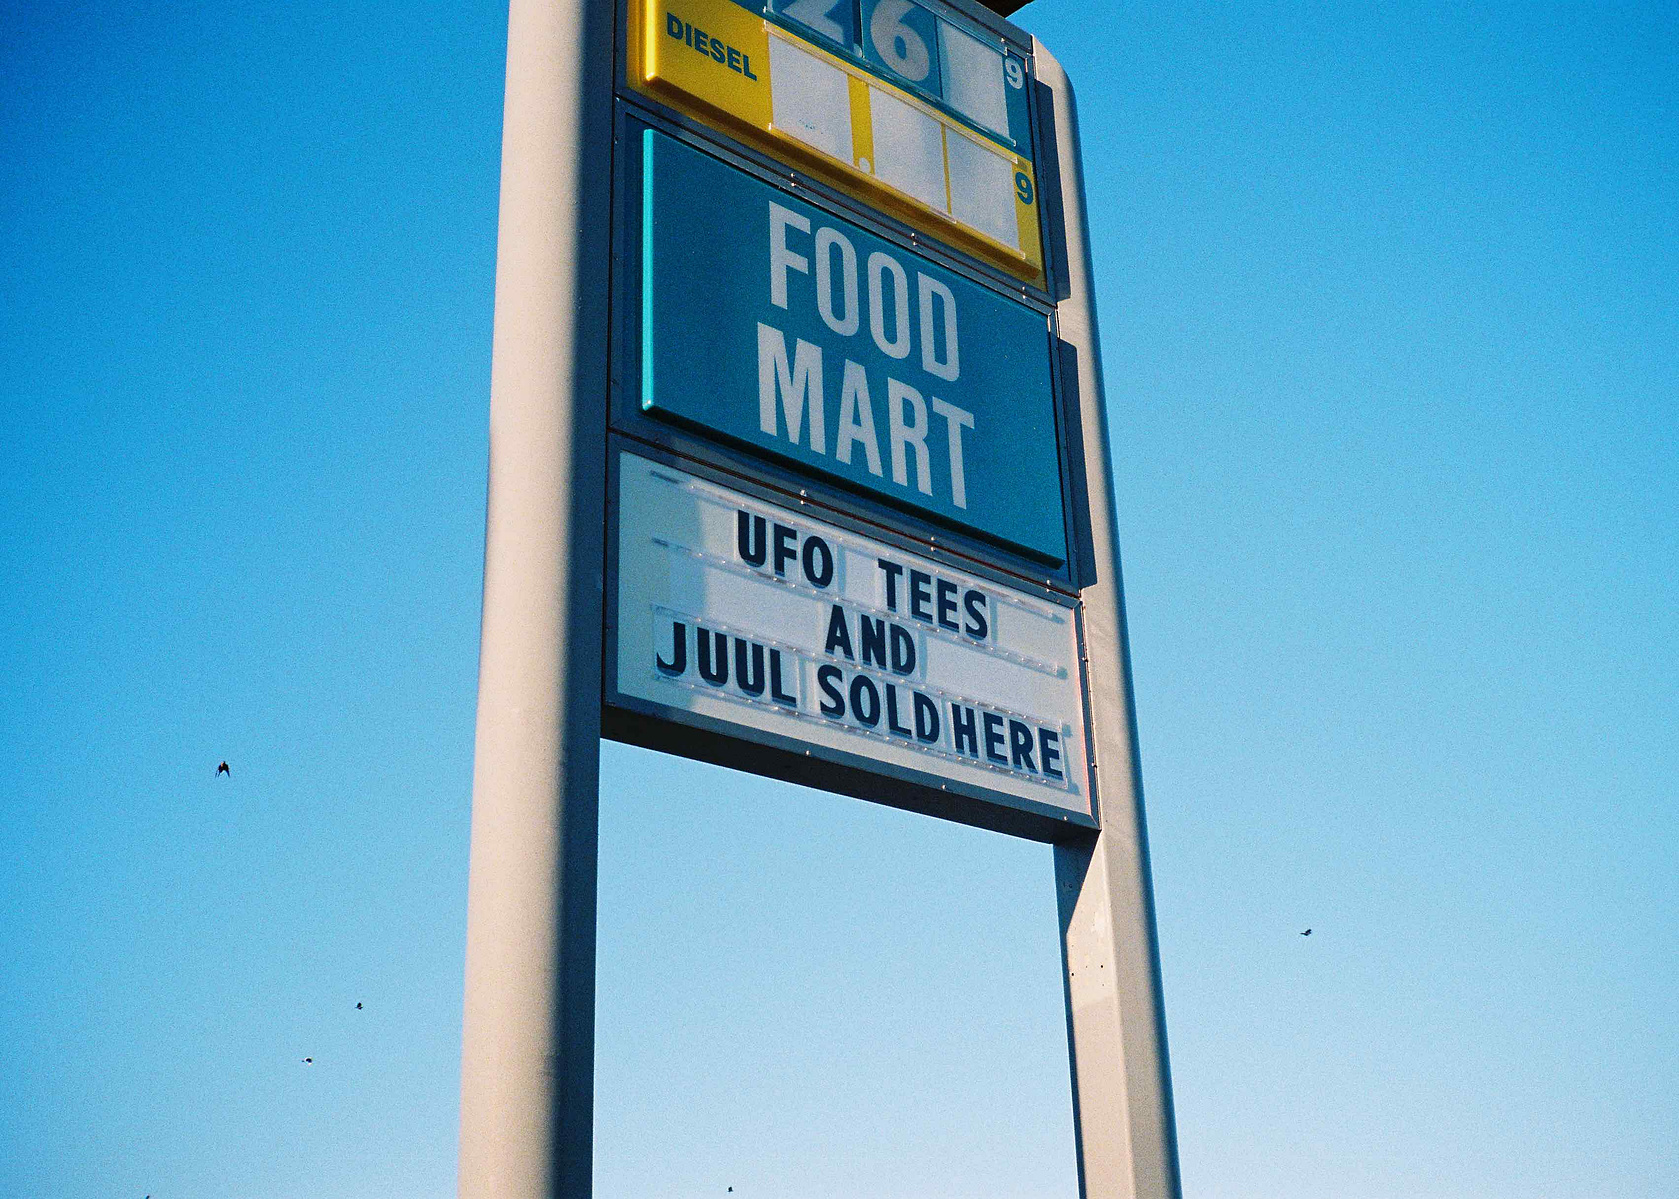 26 9
DIESEL
. 9
FOOD
MART
UFO TEES
AND
JUUL SOLD HERE